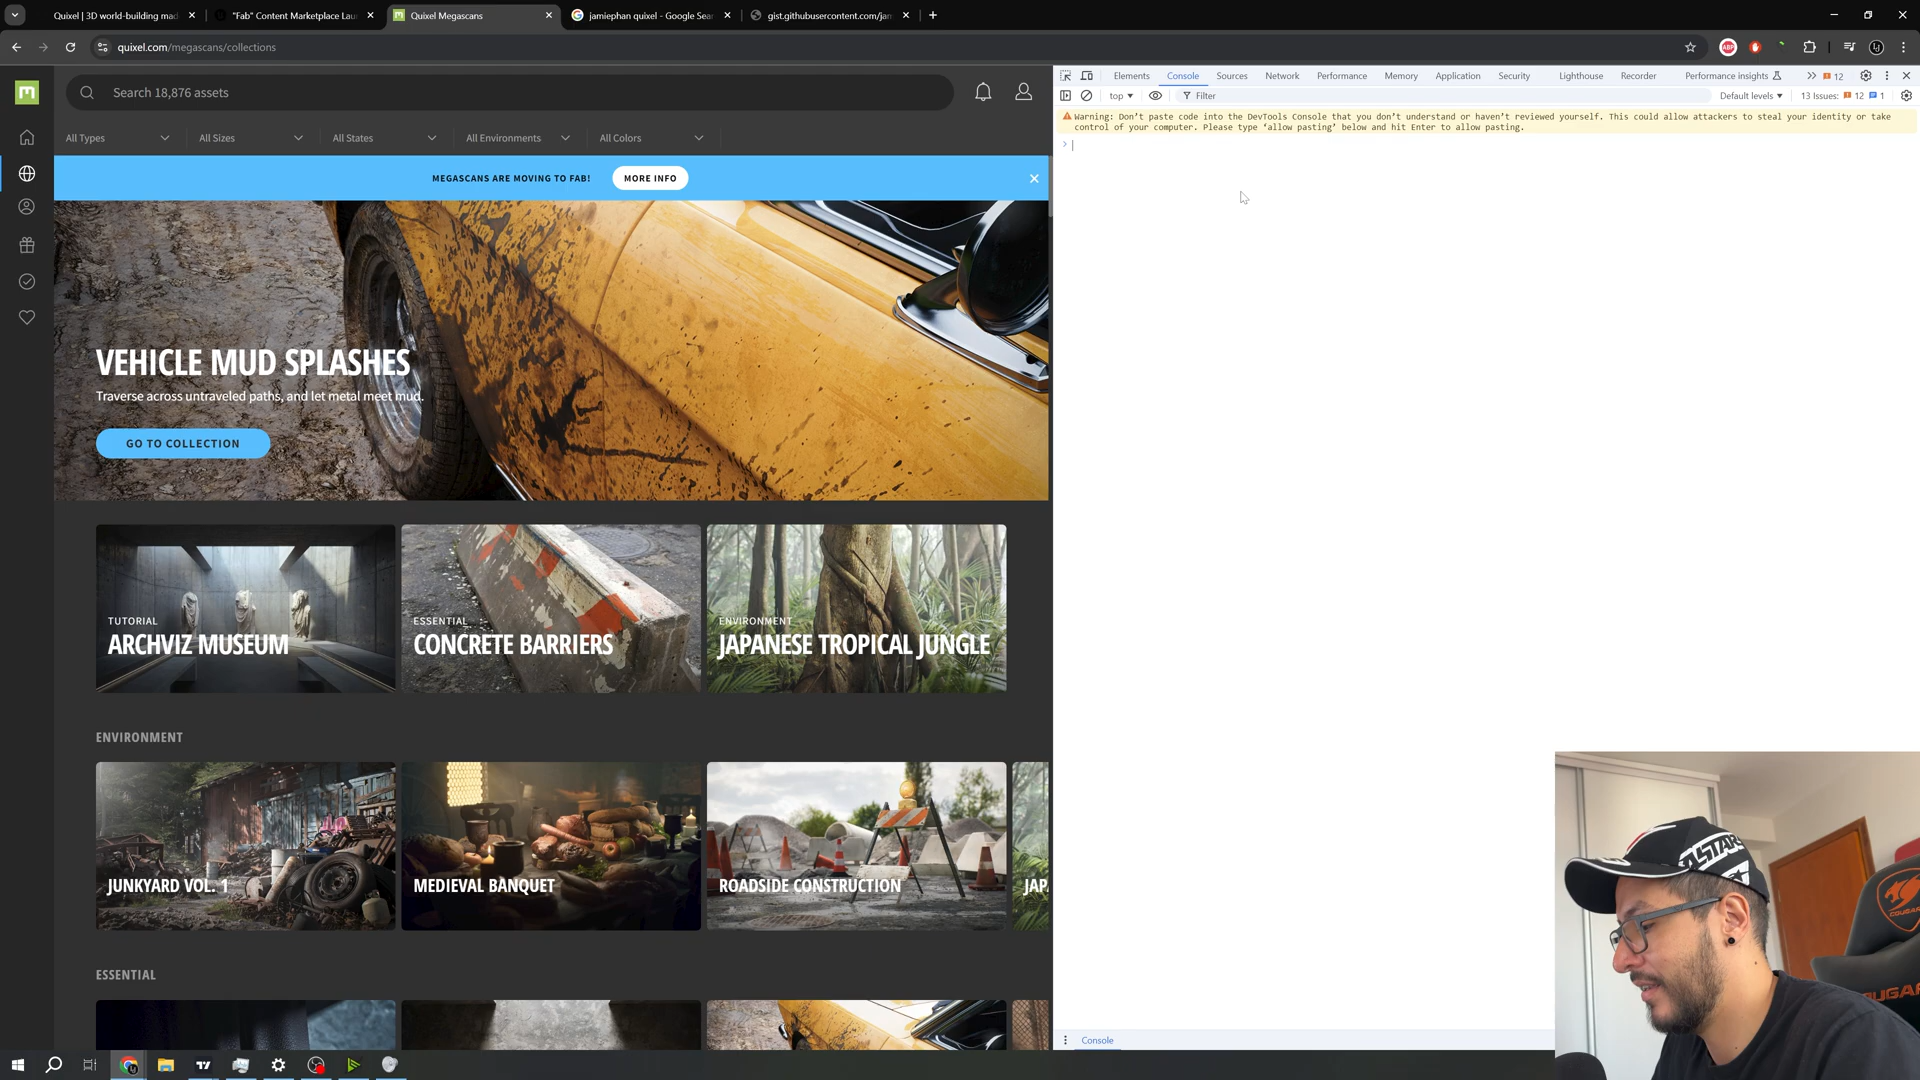 Quixel | 3D world-building mad
"Fab" Content Marketplace Lau
Quixel Megascans
jamiephan quixel - Google Sear
gist.githubusercontent.com/jam
quixel.com/megascans/collections
ABP
Search 18,876 assets
All Types
All Sizes
All States
All Environments
All Colors
MEGASCANS ARE MOVING TO FAB!
MORE INFO
VEHICLE MUD SPLASHES
Traverse across untraveled paths, and let metal meet mud.
GO TO COLLECTION
TUTORIAL
ARCHVIZ MUSEUM
ESSENTIAL
CONCRETE BARRIERS
ENVIRONMENT
JAPANESE TROPICAL JUNGLE
ENVIRONMENT
JUNKYARD VOL. 1
MEDIEVAL BANQUET
ROADSIDE CONSTRUCTION
JAPA
ESSENTIAL
Elements
Console
Sources
Network
Performance
Memory
Application
Security
Lighthouse
Recorder
Performance insights
12
top
Filter
Default levels
13 Issues:
12
1
Warning: Don’t paste code into the DevTools Console that you don’t understand or haven’t reviewed yourself. This could allow attackers to steal your identity or take
control of your computer. Please type ‘allow pasting’ below and hit Enter to allow pasting.
Console
COUGAR